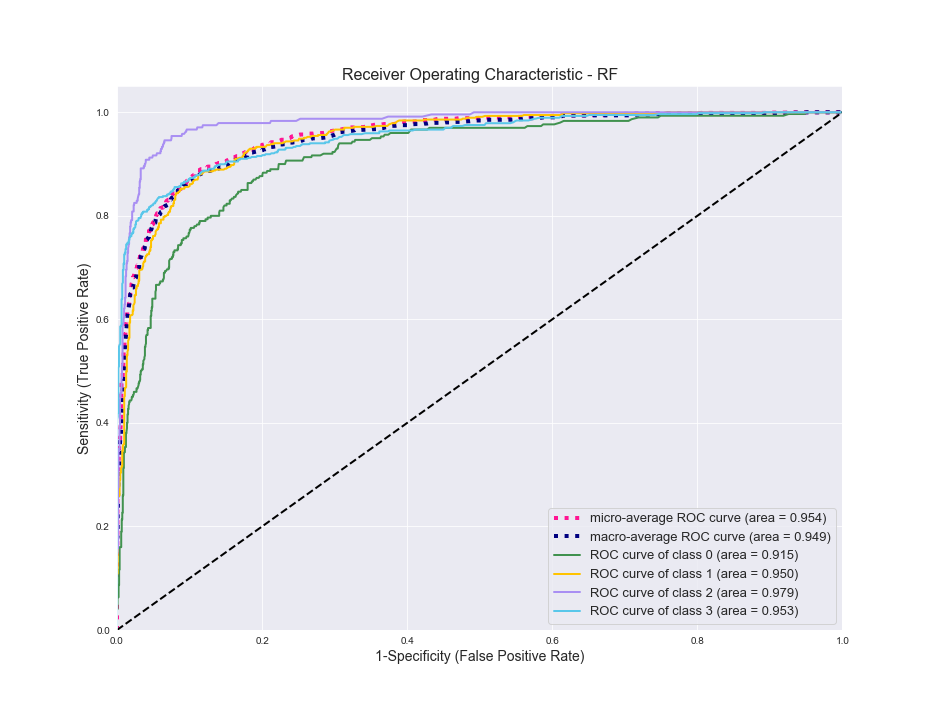 Receiver Operating Characteristic - RF
Sensitivity (True Positive Rate)
1.0
0.8
0.6
0.4
0.2
0.0
micro-average ROC curve (area = 0.954)
macro-average ROC curve (area = 0.949)
ROC curve of class 0 (area = 0.915)
ROC curve of class 1 (area = 0.950)
ROC curve of class 2 (area = 0.979)
ROC curve of class 3 (area = 0.953)
0.0 0.2 0.4 0.6 0.8 1.0
1-Specificity (False Positive Rate)